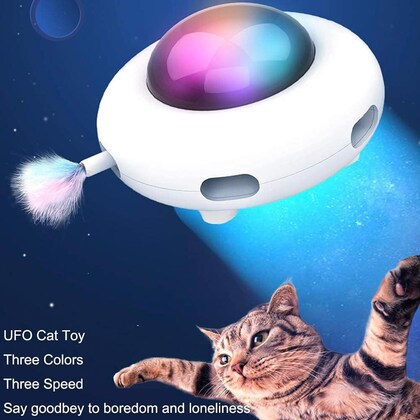 UFO Cat Toy
Three Colors
Three Speed
Say goodbey to boredom and loneliness